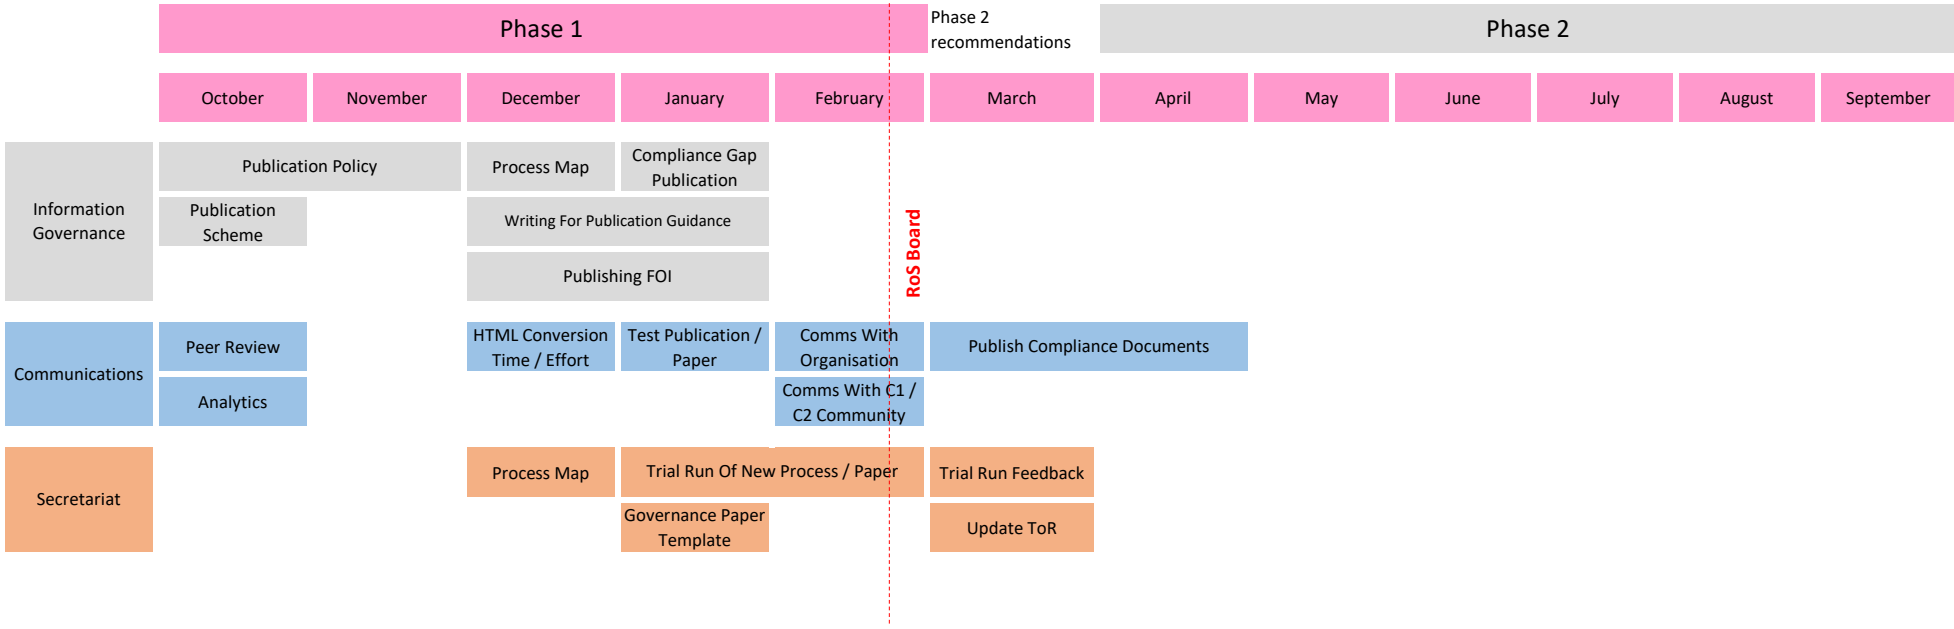 Phase 1
Phase 2
recommendations
Phase 2
October
November
December
January
February
March
April
May
June
July
August
September
Information
Governance
Publication Policy
Process Map
Compliance Gap
Publication
Publication
Scheme
Writing For Publication Guidance
Publishing FOI
RoS Board
Communications
Peer Review
HTML Conversion
Time / Effort
Test Publication /
Paper
Comms With
Organisation
Publish Compliance Documents
Analytics
Comms With C1 /
C2 Community
Secretariat
Process Map
Trial Run Of New Process / Paper
Trial Run Feedback
Governance Paper
Template
Update ToR